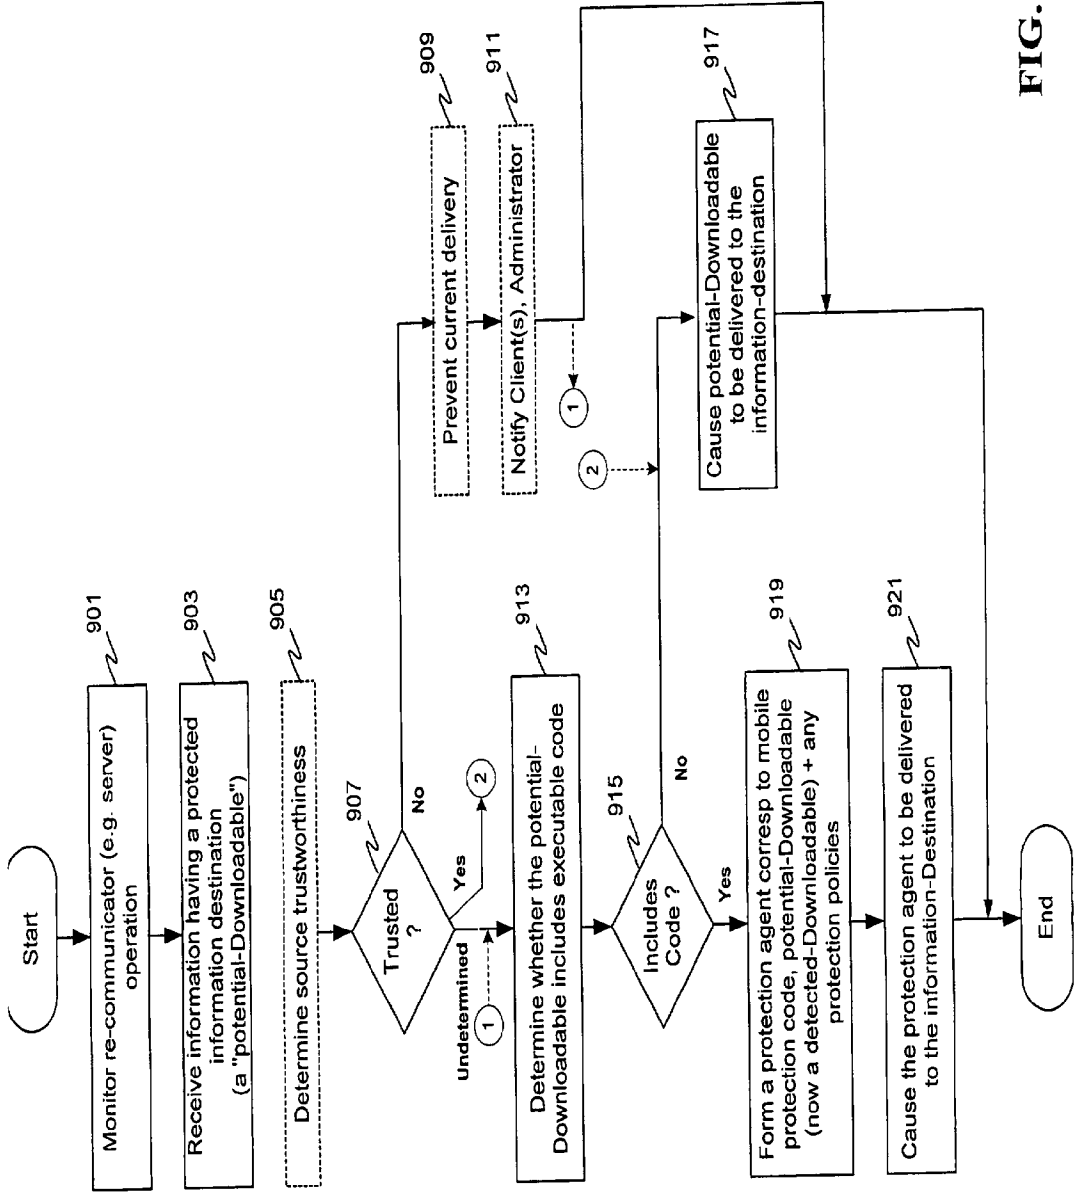 Start
901
Monitor re-communicator (e.g. server)
operation
903
Receive information having a protected
information destination
(a "potential-Downloadable")
905
Determine source trustworthiness
907
Trusted
?
No
Yes
2
Undetermined
1
909
Prevent current delivery
911
Notify Client(s), Administrator
1
913
Determine whether the potential-
Downloadable includes executable code
915
Includes
Code ?
No
2
Yes
917
Cause potential-Downloadable
to be delivered to the
information-destination
919
Form a protection agent corresp to mobile
protection code, potential-Downloadable
(now a detected-Downloadable) + any
protection policies
921
Cause the protection agent to be delivered
to the information-Destination
End
FIG.